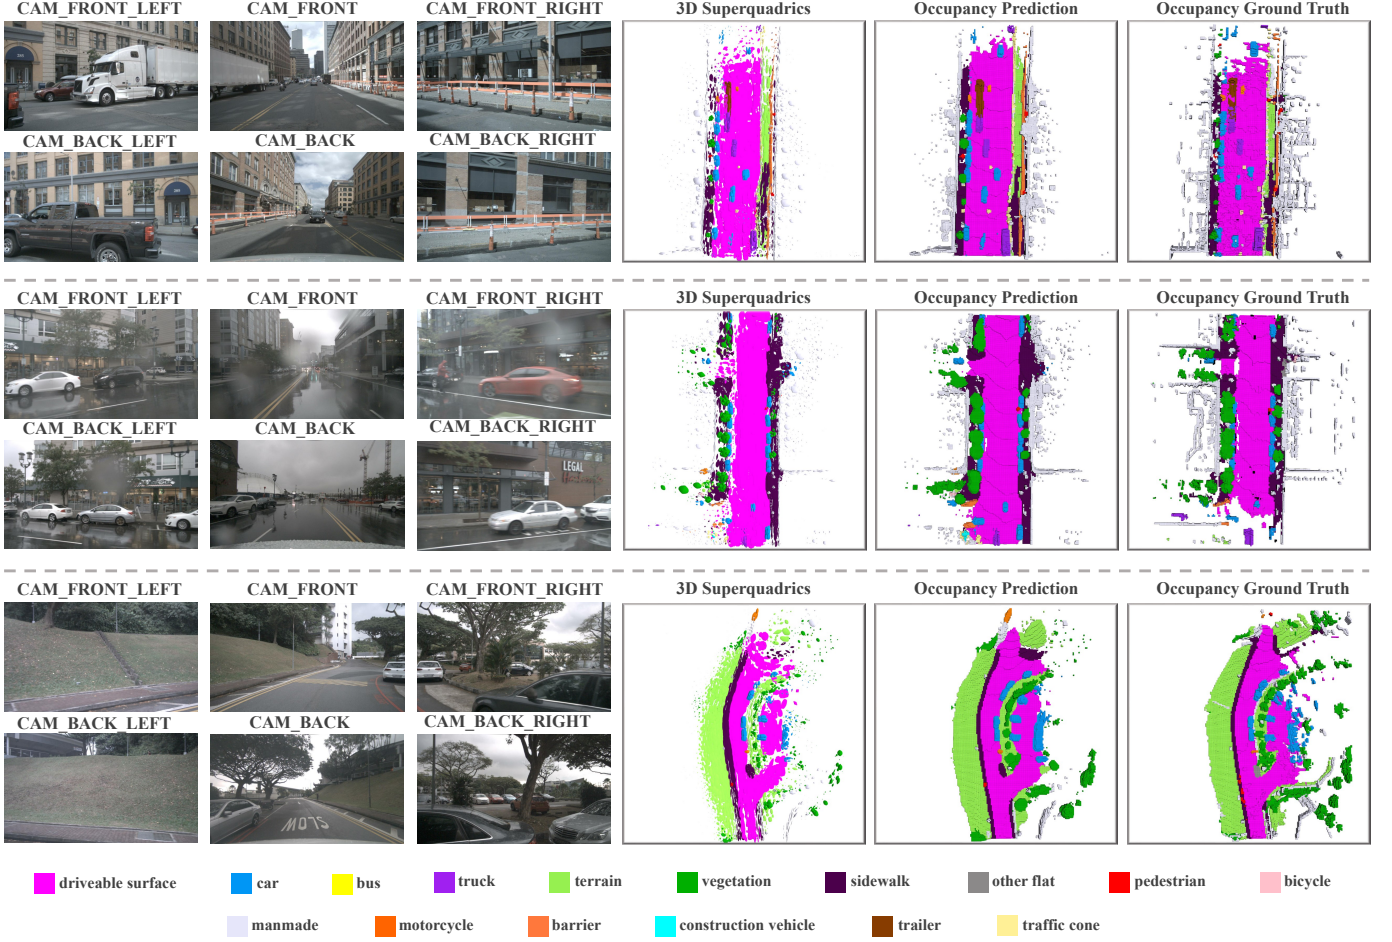 CAM_FRONT_LEFT CAM_FRONT CAM_FRONT_RIGHT 3D Superquadrics Occupancy Prediction Occupancy Ground Truth
CAM_BACK_LEFT CAM_BACK CAM_BACK_RIGHT
CAM_FRONT_LEFT CAM_FRONT CAM_FRONT_RIGHT 3D Superquadrics Occupancy Prediction Occupancy Ground Truth
CAM_BACK_LEFT CAM_BACK CAM_BACK_RIGHT
LEGAL
CAM_FRONT_LEFT CAM_FRONT CAM_FRONT_RIGHT 3D Superquadrics Occupancy Prediction Occupancy Ground Truth
CAM_BACK_LEFT CAM_BACK CAM_BACK_RIGHT
SLOW
driveable surface car bus truck terrain vegetation sidewalk other flat pedestrian bicycle
manmade motorcycle barrier construction vehicle trailer traffic cone